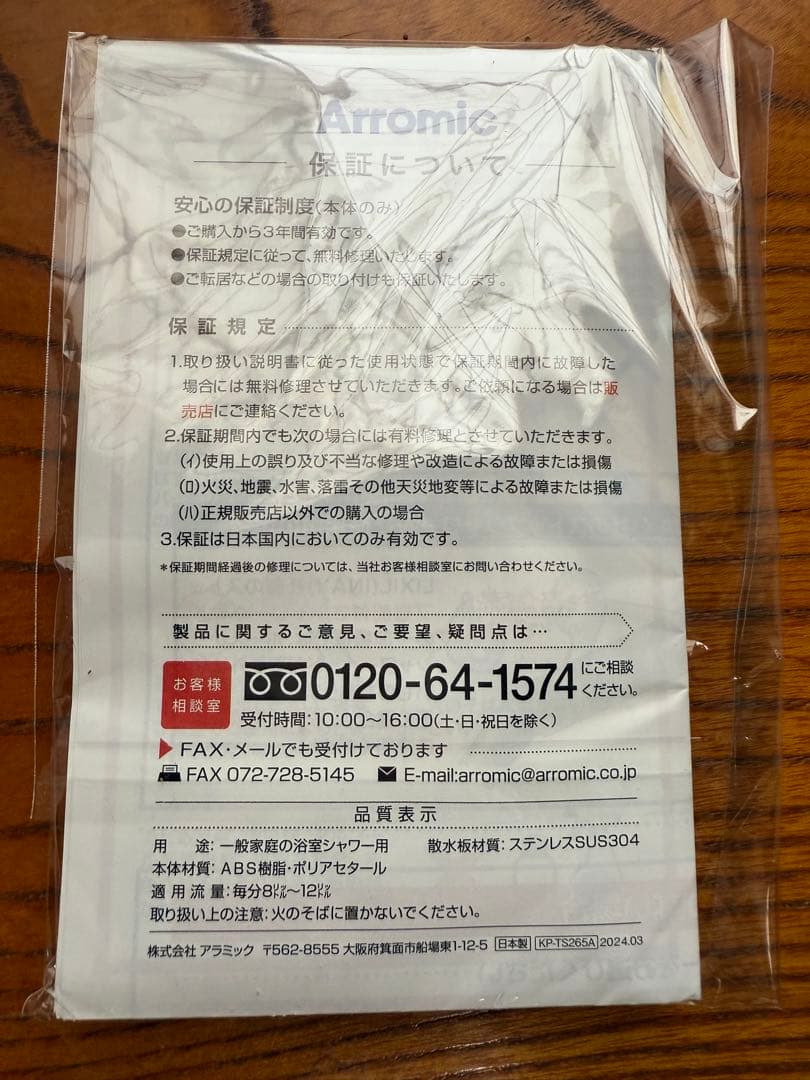 Arromic
保証について
安心の保証制度(本体のみ)
●ご購入から3年間有効です。
●保証規定に従って、無料修理いたします。
●ご転居などの場合の取り付けも保証いたします。
保証規定
1.取り扱い説明書に従った使用状態で保証期間内に故障した
場合には無料修理させていただきます。ご依頼になる場合は販
売店にご連絡ください。
2.保証期間内でも次の場合には有料修理とさせていただきます。
(イ)使用上の誤り及び不当な修理や改造による故障または損傷
(ロ)火災、地震、水害、落雷その他天災地変等による故障または損傷
(ハ)正規販売店以外での購入の場合
3.保証は日本国内においてのみ有効です。
*保証期間経過後の修理については、当社お客様相談室にお問い合わせください。
製品に関するご意見、ご要望、疑問点は…
お客様
相談室
0120-64-1574
にご相談
ください。
受付時間:10:00〜16:00(土・日・祝日を除く)
▶FAX・メールでも受付けております
FAX 072-728-5145 E-mail:arromic@arromic.co.jp
品質表示
用 途:一般家庭の浴室シャワー用 散水板材質:ステンレスSUS304
本体材質:ABS樹脂・ポリアセタール
適用流量:毎分8㍑〜12㍑
取り扱い上の注意:火のそばに置かないでください。
株式会社 アラミック 〒562-8555 大阪府箕面市船場東1-12-5 日本製 KP-TS265A 2024.03